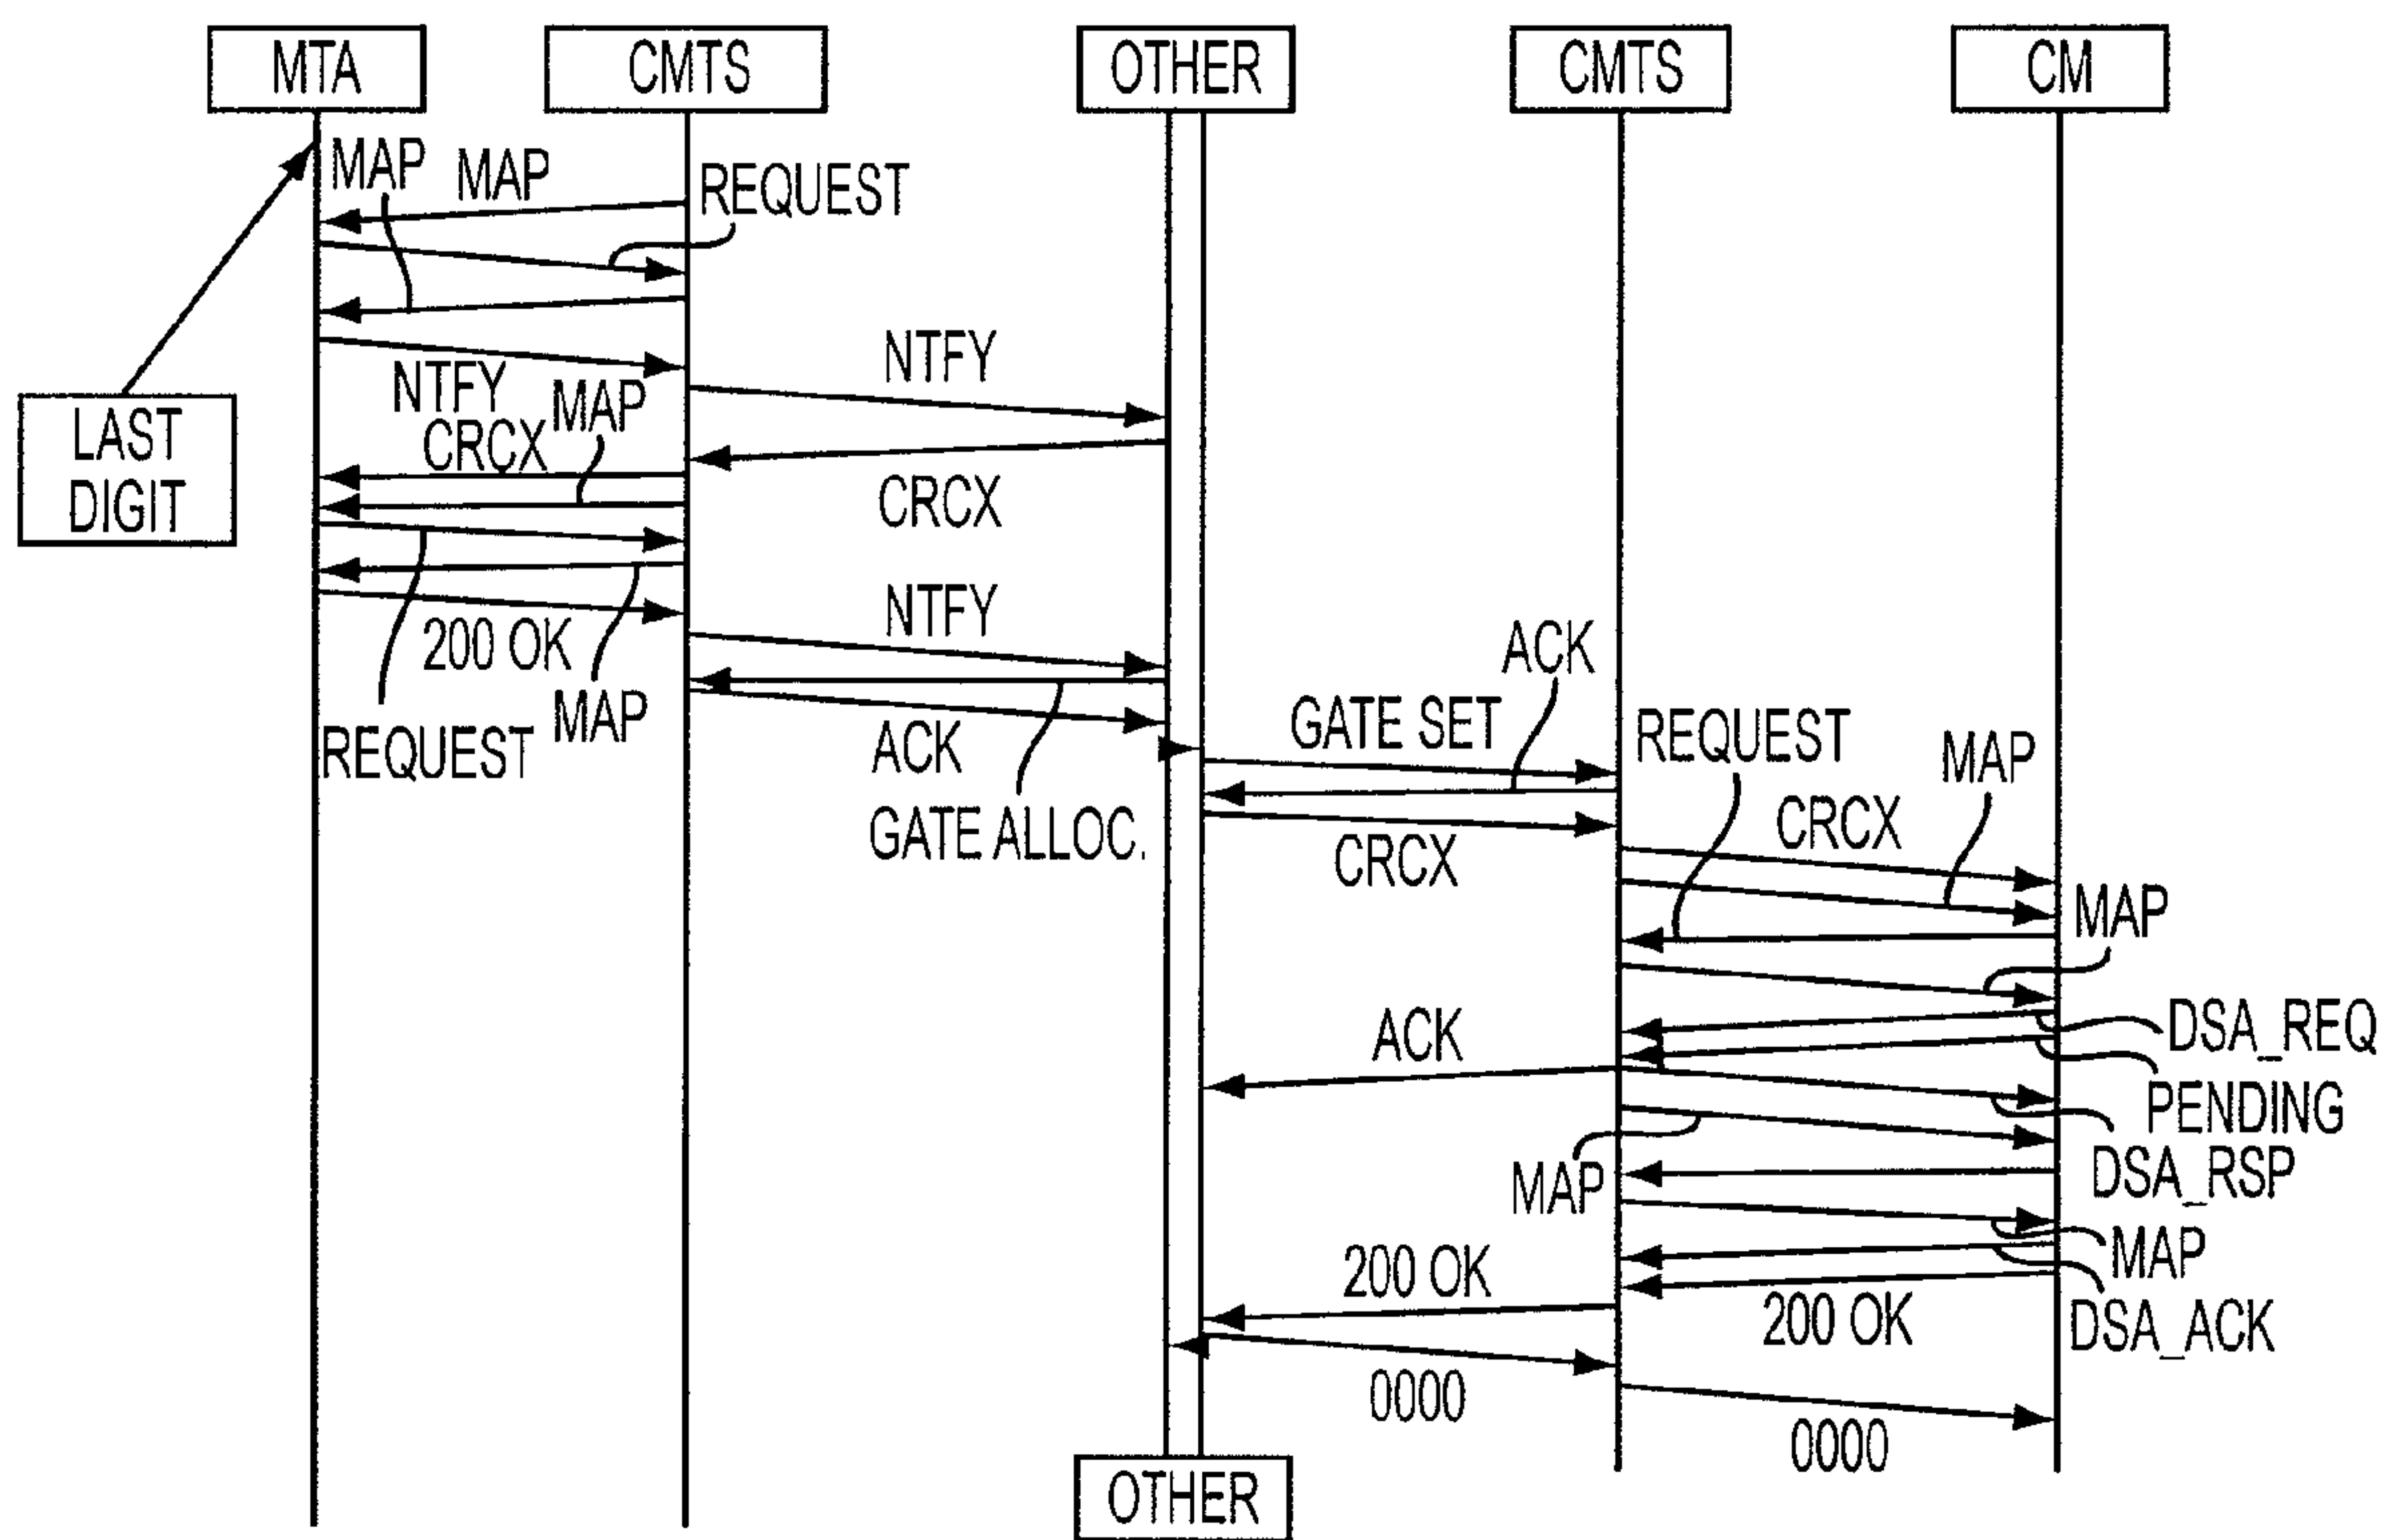 MTA
CMTS
OTHER
CMTS
CM
MAP
MAP
REQUEST
NTFY
NTFY
LAST
DIGIT
CRCX
MAP
CRCX
NTFY
200 OK
MAP
REQUEST
ACK
GATE ALLOC.
ACK
GATE SET
REQUEST
MAP
CRCX
CRCX
MAP
ACK
DSA_REQ
PENDING
DSA_RSP
MAP
MAP
200 OK
200 OK
DSA_ACK
0000
0000
OTHER